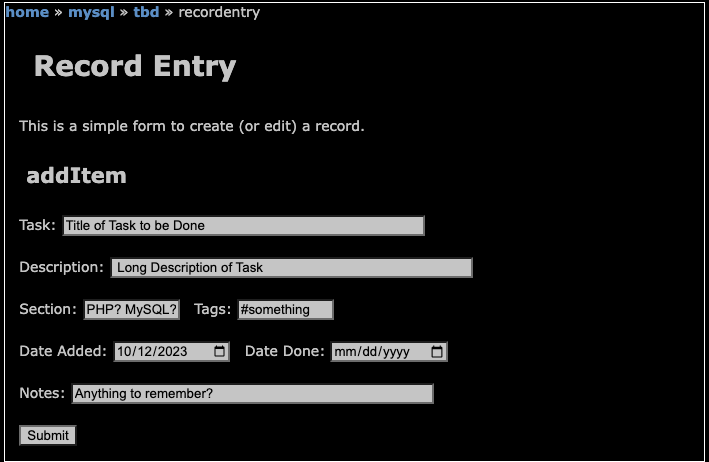 home » mysql » tbd » recordentry
Record Entry
This is a simple form to create (or edit) a record.
addItem
Task: Title of Task to be Done
Description: Long Description of Task
Section: PHP? MySQL? Tags: #something
Date Added: 10/12/2023 Date Done: mm/dd/yyyy
Notes: Anything to remember?
Submit